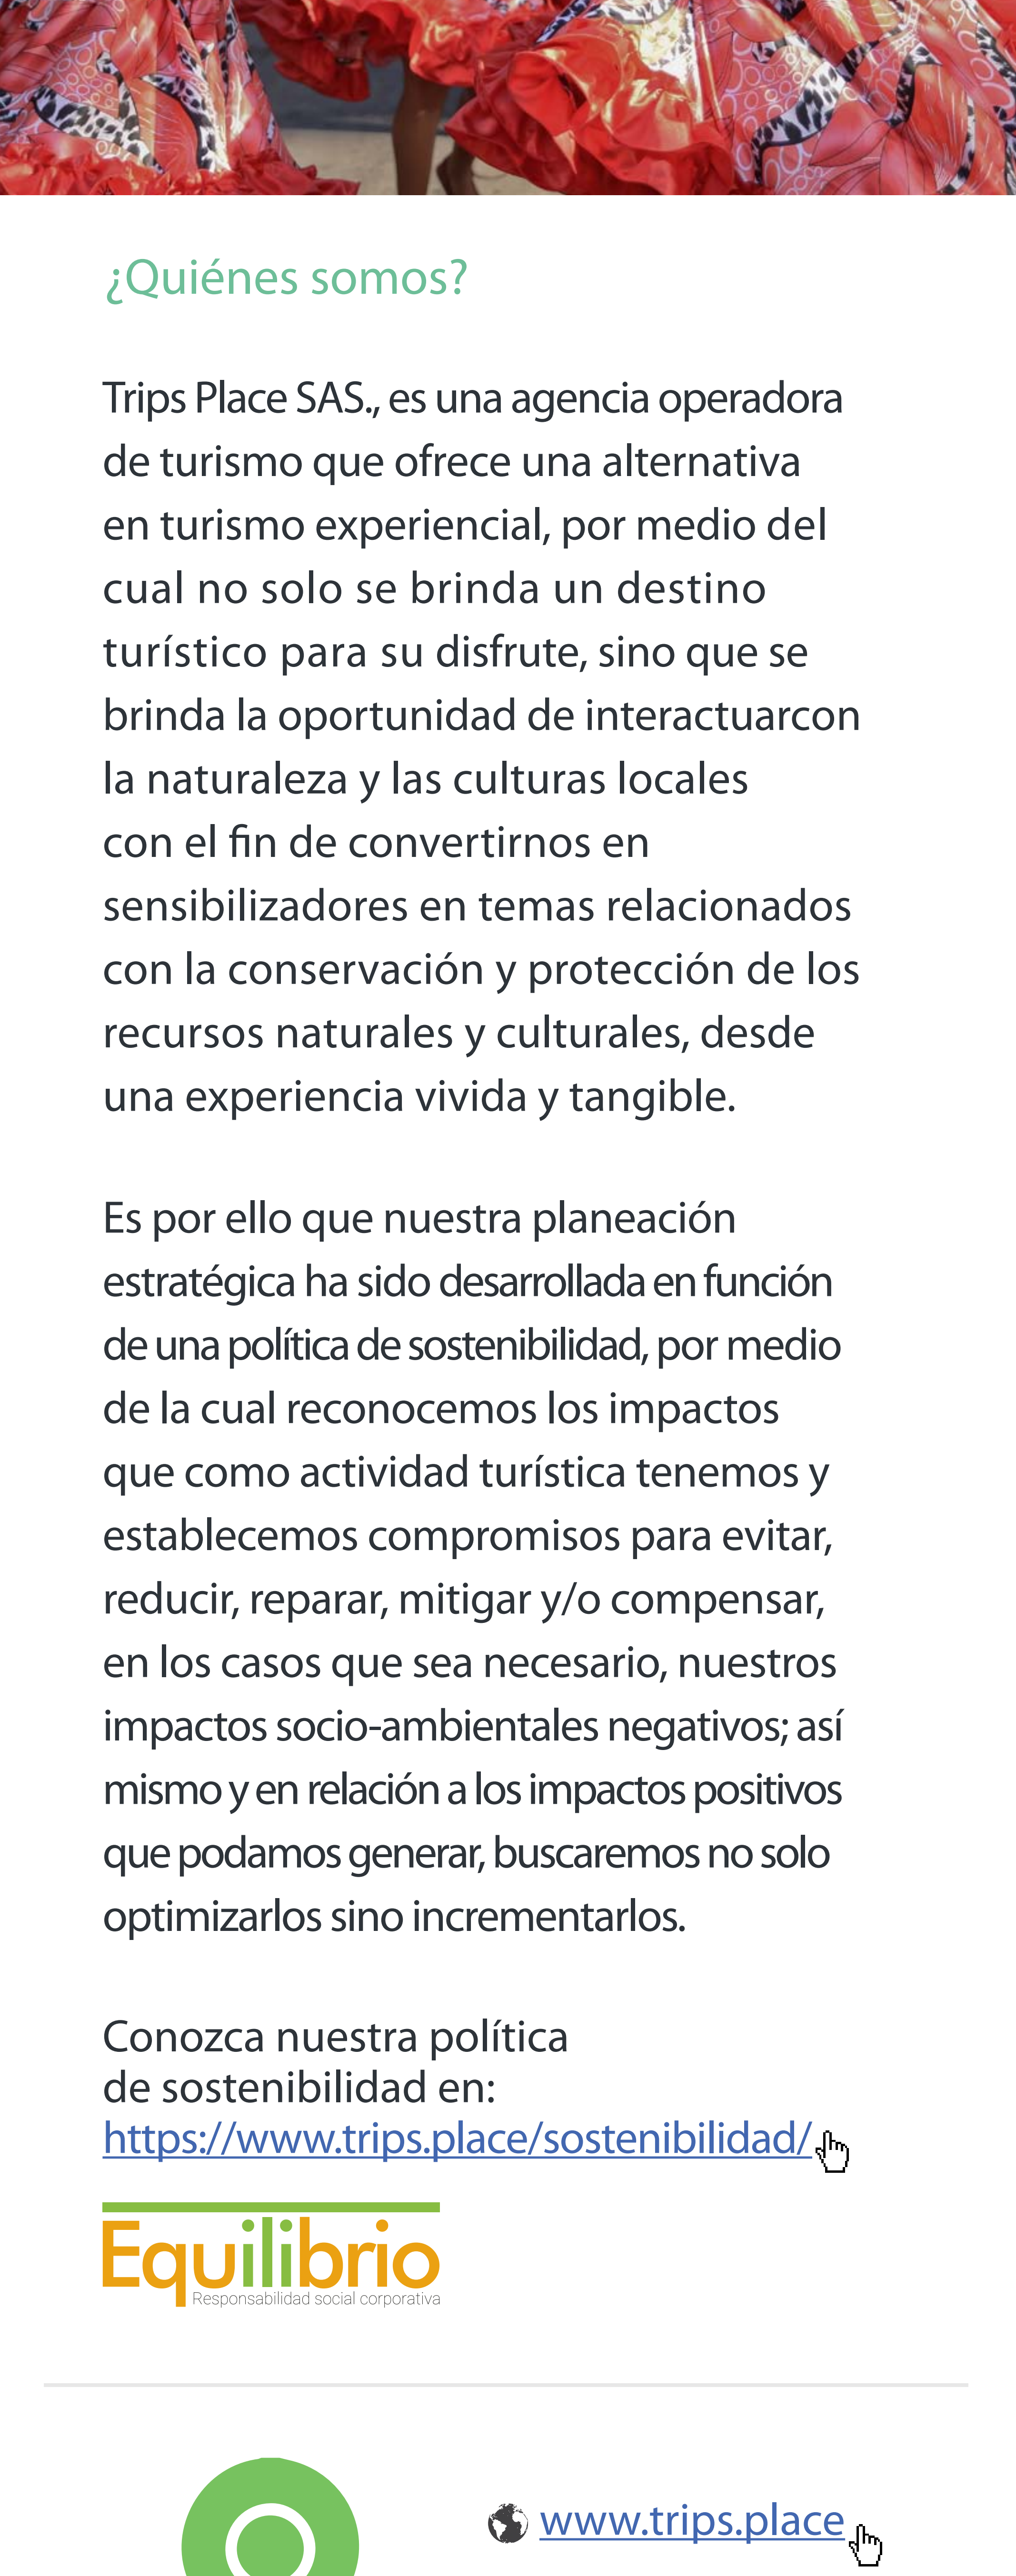 ¿Quiénes somos?
Trips Place SAS., es una agencia operadora
de turismo que ofrece una alternativa
en turismo experiencial, por medio del
cual no solo se brinda un destino
turístico para su disfrute, sino que se
brinda la oportunidad de interactuarcon
la naturaleza y las culturas locales
con el fin de convertirnos en
sensibilizadores en temas relacionados
con la conservación y protección de los
recursos naturales y culturales, desde
una experiencia vivida y tangible.
Es por ello que nuestra planeación
estratégica ha sido desarrollada en función
de una política de sostenibilidad, por medio
de la cual reconocemos los impactos
que como actividad turística tenemos y
establecemos compromisos para evitar,
reducir, reparar, mitigar y/o compensar,
en los casos que sea necesario, nuestros
impactos socio-ambientales negativos; así
mismo y en relación a los impactos positivos
que podamos generar, buscaremos no solo
optimizarlos sino incrementarlos.
Conozca nuestra política
de sostenibilidad en:
https://www.trips.place/sostenibilidad/
Equilibrio
Responsabilidad social corporativa
www.trips.place